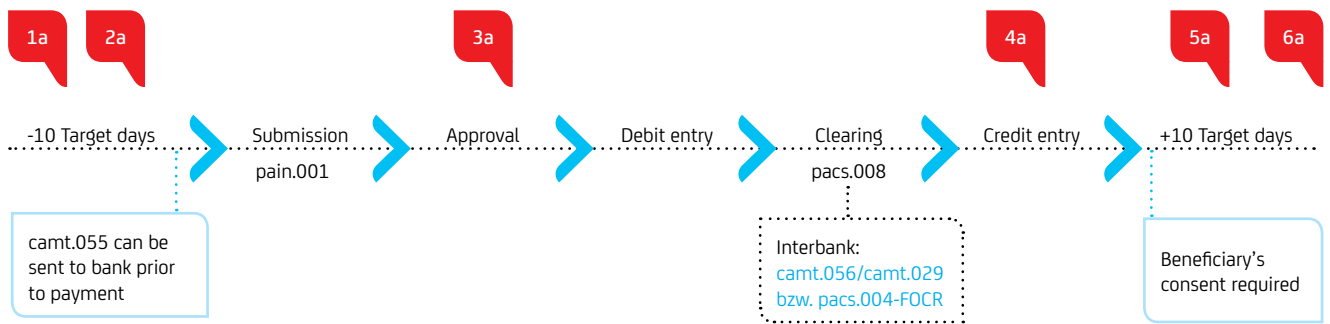 1a
2a
3a
4a
5a
6a
-10 Target days
Submission
Approval
Debit entry
Clearing
Credit entry
+10 Target days
pain.001
pacs.008
camt.055 can be
sent to bank prior
to payment
Interbank:
camt.056/camt.029
bzw. pacs.004-FOCR
Beneficiary's
consent required